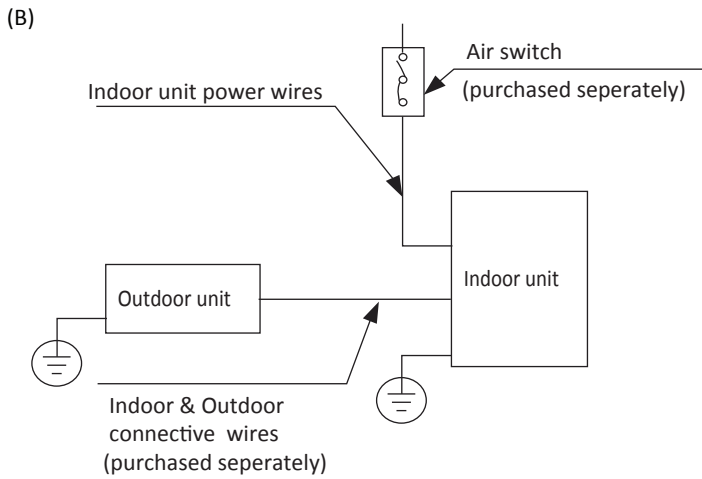 (B)
Air switch
(purchased seperately)
Indoor unit power wires
Indoor unit
Outdoor unit
Indoor & Outdoor
connective wires
(purchased seperately)